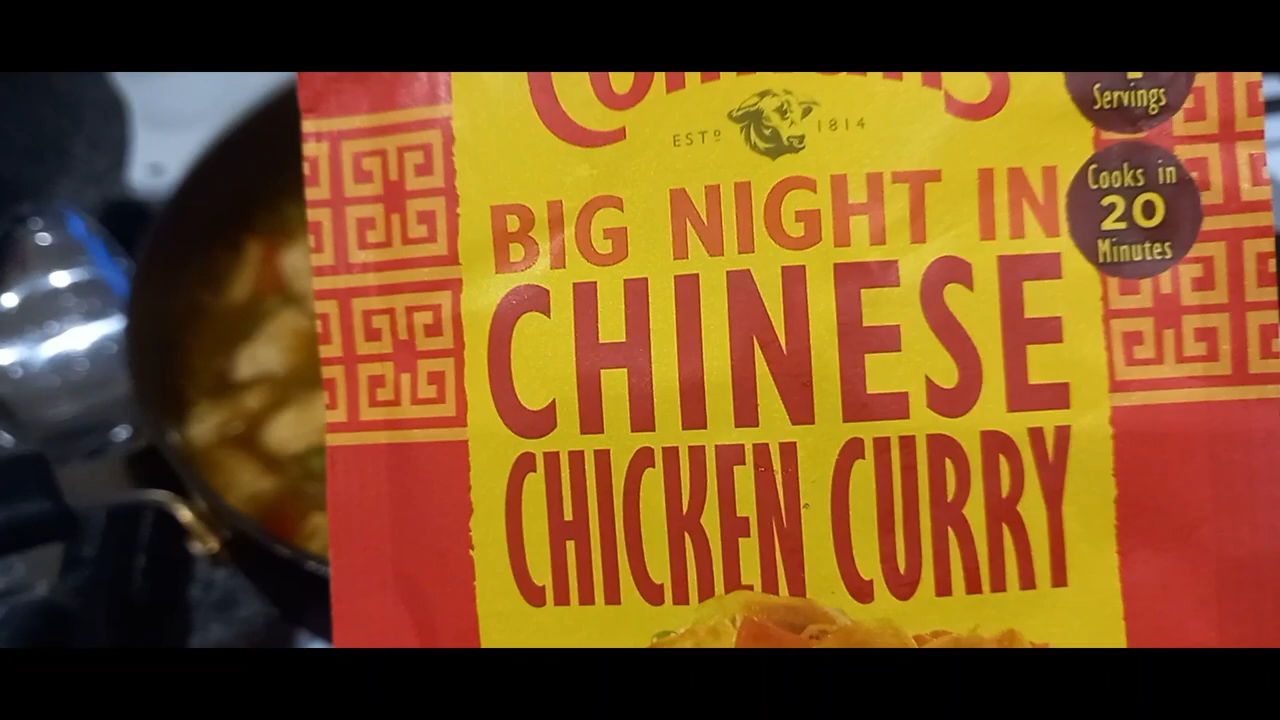 Servings
ESTD 1814
BIG NIGHT IN
Cooks in
20
Minutes
CHINESE
CHICKEN CURRY